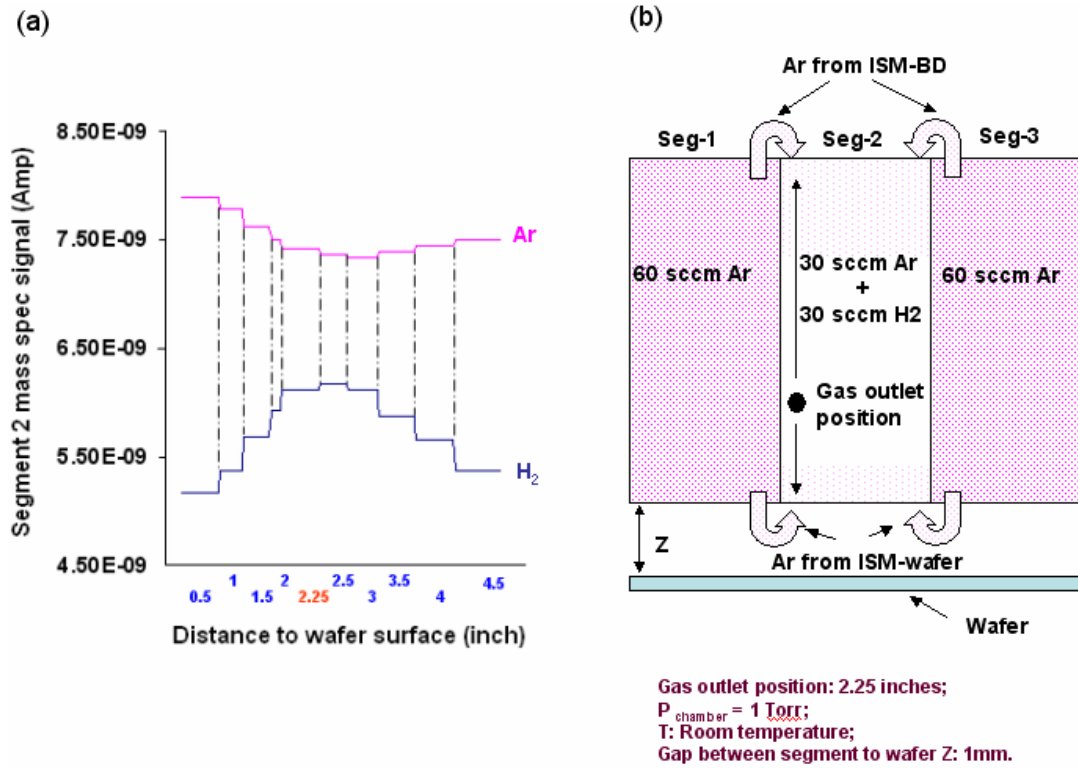 (a)
8.50E-09
7.50E-09
6.50E-09
5.50E-09
4.50E-09
Segment 2 mass spec signal (Amp)
Ar
H2
0.5 1 1.5 2 2.25 2.5 3 3.5 4 4.5
Distance to wafer surface (inch)
(b)
Ar from ISM-BD
Seg-1 Seg-2 Seg-3
60 sccm Ar
30 sccm Ar
+
30 sccm H2
60 sccm Ar
Gas outlet
position
Z
Ar from ISM-wafer
Wafer
Gas outlet position: 2.25 inches;
P chamber = 1 Torr;
T: Room temperature;
Gap between segment to wafer Z: 1mm.